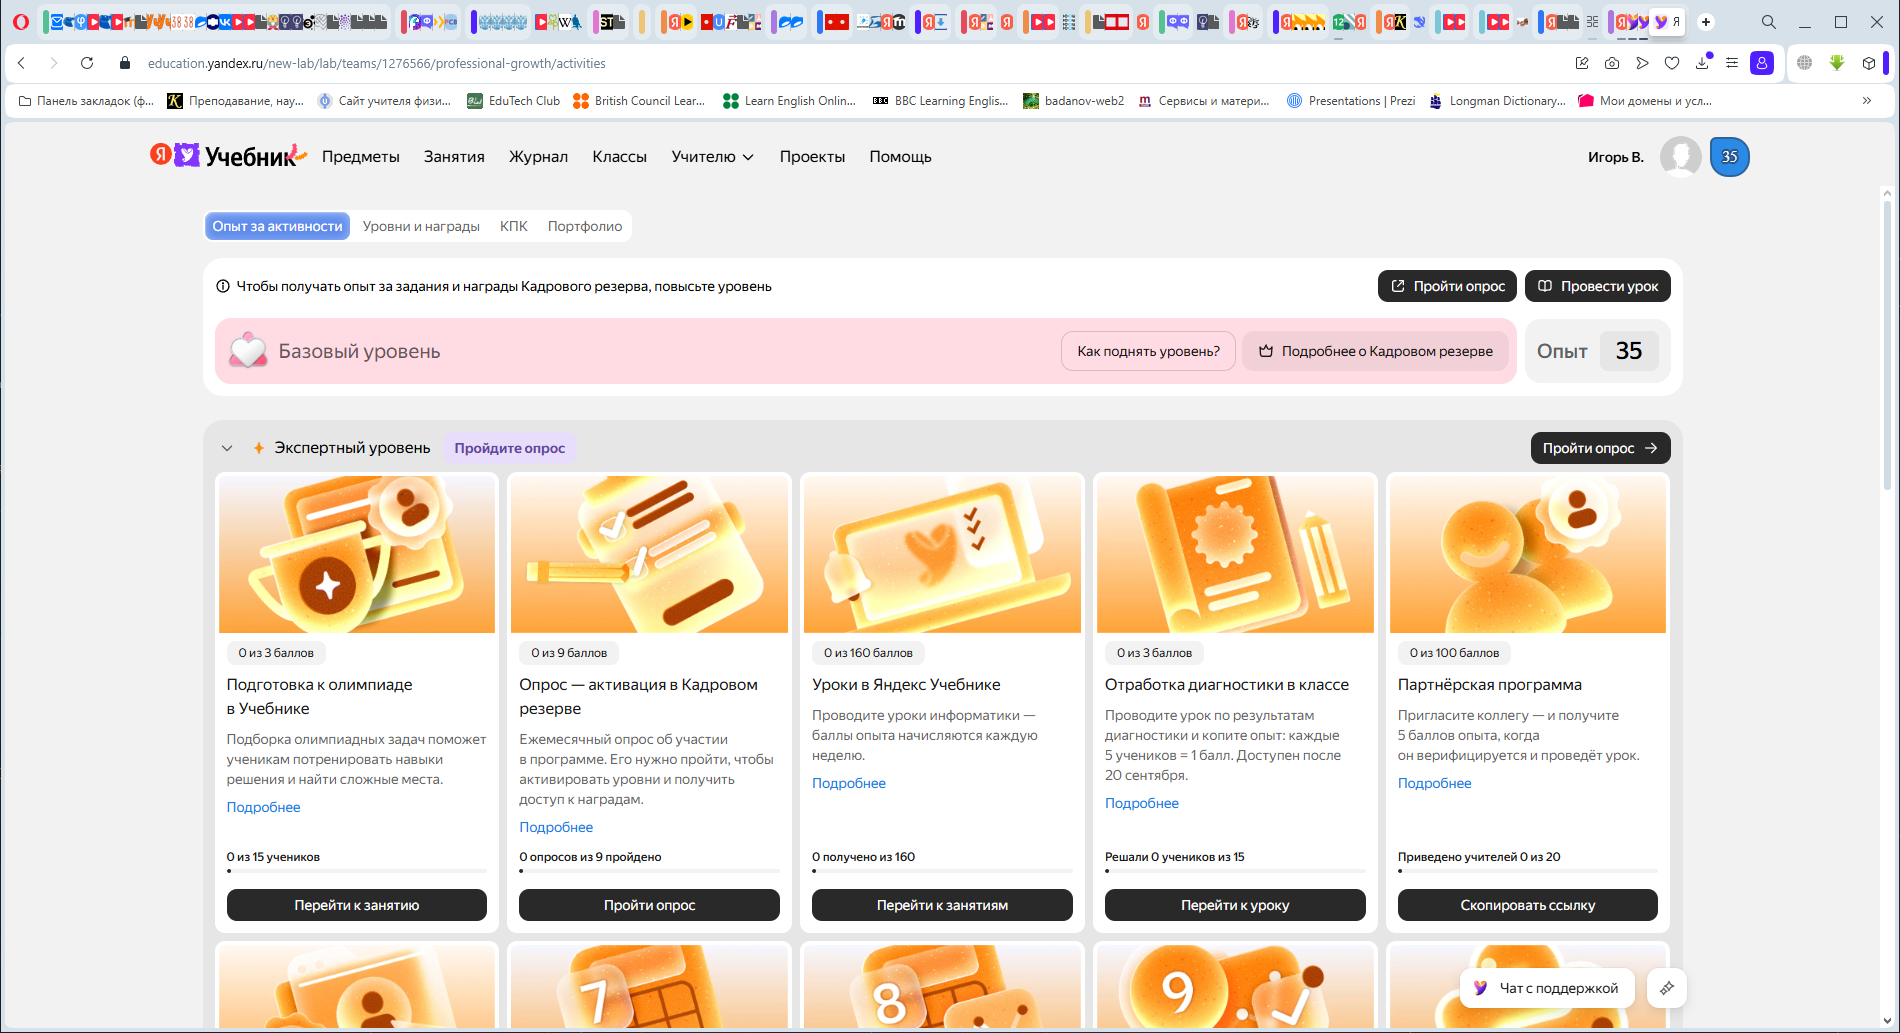 education.yandex.ru/new-lab/lab/teams/1276566/professional-growth/activities
Панель закладок (ф...
Преподавание, нау...
Сайт учителя физи...
EduTech Club
British Council Lear...
Learn English Onlin...
BBC Learning Englis...
badanov-web2
Сервисы и матери...
Presentations | Prezi
Longman Dictionary...
Мои домены и усл...
Я Учебник
Предметы
Занятия
Журнал
Классы
Учителю
Проекты
Помощь
Игорь В.
35
Опыт за активности
Уровни и награды
КПК
Портфолио
Чтобы получать опыт за задания и награды Кадрового резерва, повысьте уровень
Пройти опрос
Провести урок
Базовый уровень
Как поднять уровень?
Подробнее о Кадровом резерве
Опыт
35
Экспертный уровень
Пройдите опрос
Пройти опрос
0 из 3 баллов
Подготовка к олимпиаде
в Учебнике
Подборка олимпиадных задач поможет
ученикам потренировать навыки
решения и найти сложные места.
Подробнее
0 из 15 учеников
Перейти к занятию
0 из 9 баллов
Опрос — активация в Кадровом
резерве
Ежемесячный опрос об участии
в программе. Его нужно пройти, чтобы
активировать уровни и получить
доступ к наградам.
Подробнее
0 опросов из 9 пройдено
Пройти опрос
0 из 160 баллов
Уроки в Яндекс Учебнике
Проводите уроки информатики —
баллы опыта начисляются каждую
неделю.
Подробнее
0 получено из 160
Перейти к занятиям
0 из 3 баллов
Отработка диагностики в классе
Проводите урок по результатам
диагностики и копите опыт: каждые
5 учеников = 1 балл. Доступен после
20 сентября.
Подробнее
Решали 0 учеников из 15
Перейти к уроку
0 из 100 баллов
Партнёрская программа
Пригласите коллегу — и получите
5 баллов опыта, когда
он верифицируется и проведёт урок.
Подробнее
Приведено учителей 0 из 20
Скопировать ссылку
7
8
9
Чат с поддержкой